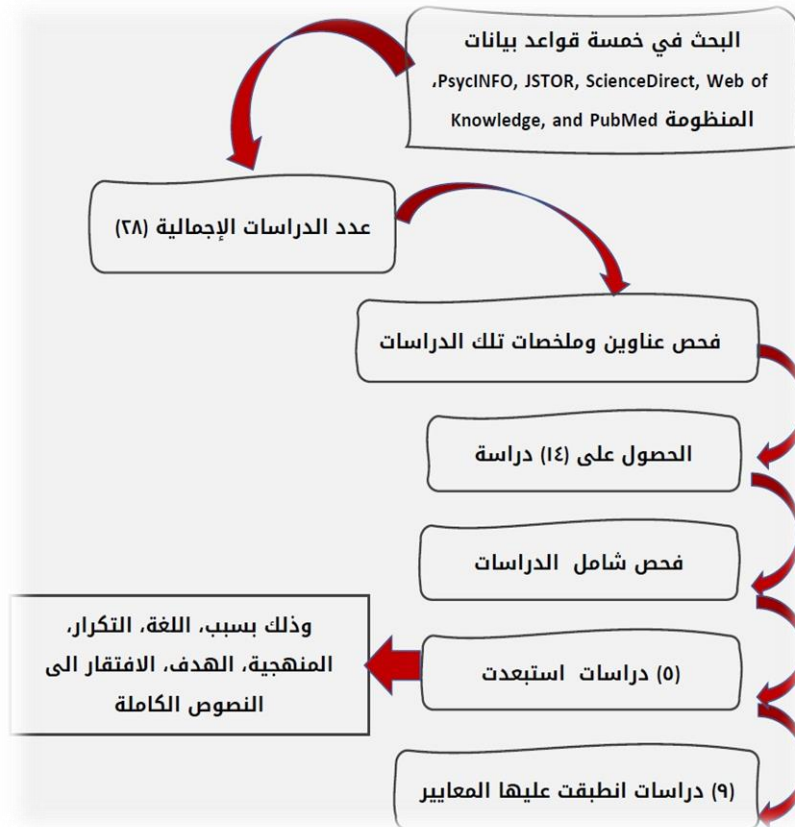 البحث في خمسة قواعد بيانات
PsycINFO, JSTOR, ScienceDirect, Web of،
Knowledge, and PubMed المنظومة
عدد الدراسات الإجمالية (٢٨)
فحص عناوين وملخصات تلك الدراسات
الحصول على (١٤) دراسة
فحص شامل الدراسات
(٥) دراسات استبعدت
وذلك بسبب، اللغة، التكرار،
المنهجية، الهدف، الافتقار الى
النصوص الكاملة
(٩) دراسات انطبقت عليها المعايير